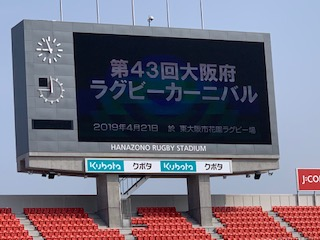 第43回大阪府
ラグビーカーニバル
2019年4月21日 於 東大阪市花園ラグビー場
HANAZONO RUGBY STADIUM
Kubota クボタ Kubota クボタ
J:COM